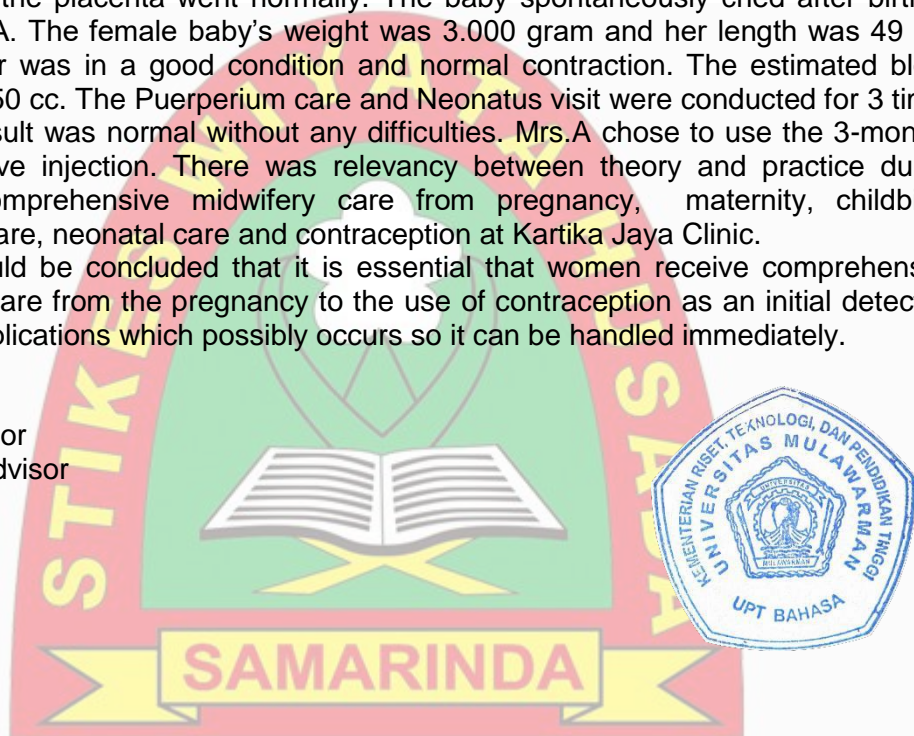 the placenta went normally. The baby spontaneously cried after birth
A. The female baby’s weight was 3.000 gram and her length was 49
r was in a good condition and normal contraction. The estimated bl
50 cc. The Puerperium care and Neonatus visit were conducted for 3
sult was normal without any difficulties. Mrs.A chose to use the 3-mon
ve injection. There was relevancy between theory and practice du
omprehensive midwifery care from pregnancy, maternity, childb
are, neonatal care and contraception at Kartika Jaya Clinic.
uld be concluded that it is essential that women receive comprehens
are from the pregnancy to the use of contraception as an initial detec
plications which possibly occurs so it can be handled immediately.
or
dvisor
STIKES WIYATA HUSADA
SAMARINDA
KEMENTERIAN RISET, TEKNOLOGI, DAN PENDIDIKAN TINGGI
UNIVERSITAS MULAWARMAN
UNIVERSITAS
MULAWARMAN
UPT BAHASA